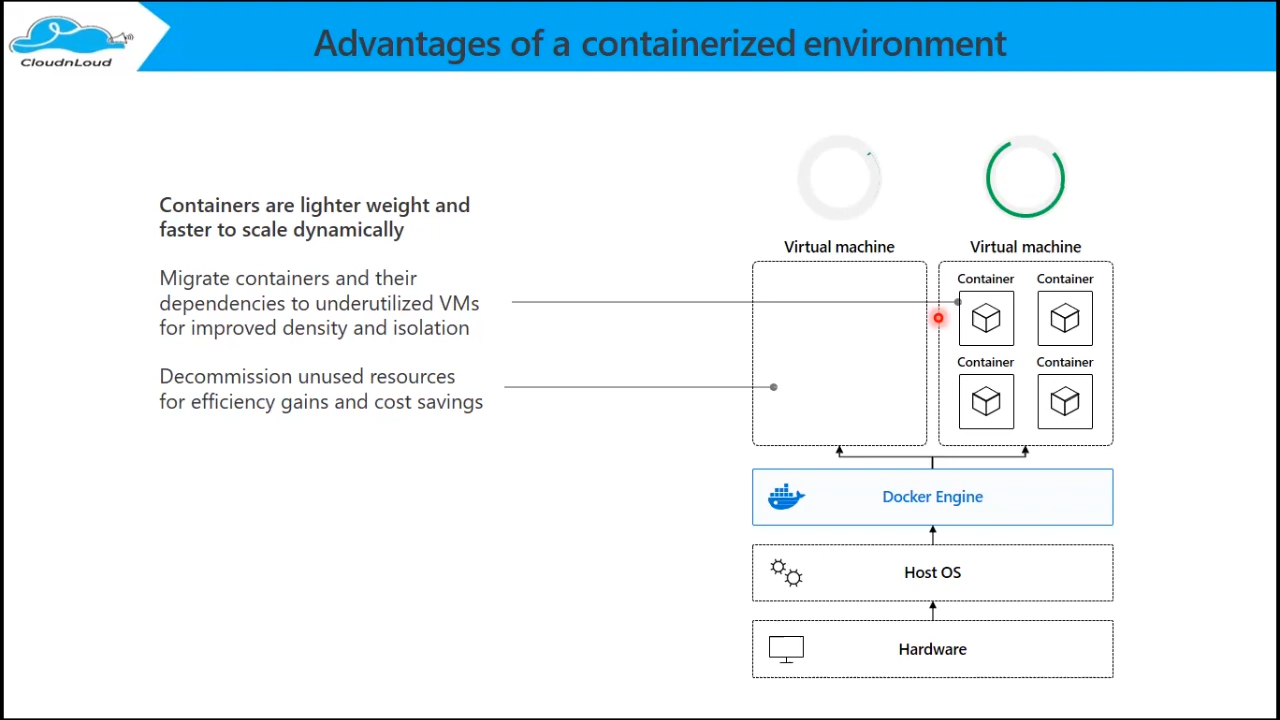 CloudnLoud
Advantages of a containerized environment
Containers are lighter weight and
faster to scale dynamically
Migrate containers and their
dependencies to underutilized VMs
for improved density and isolation
Decommission unused resources
for efficiency gains and cost savings
Virtual machine
Virtual machine
Container
Container
Container
Container
Docker Engine
Host OS
Hardware